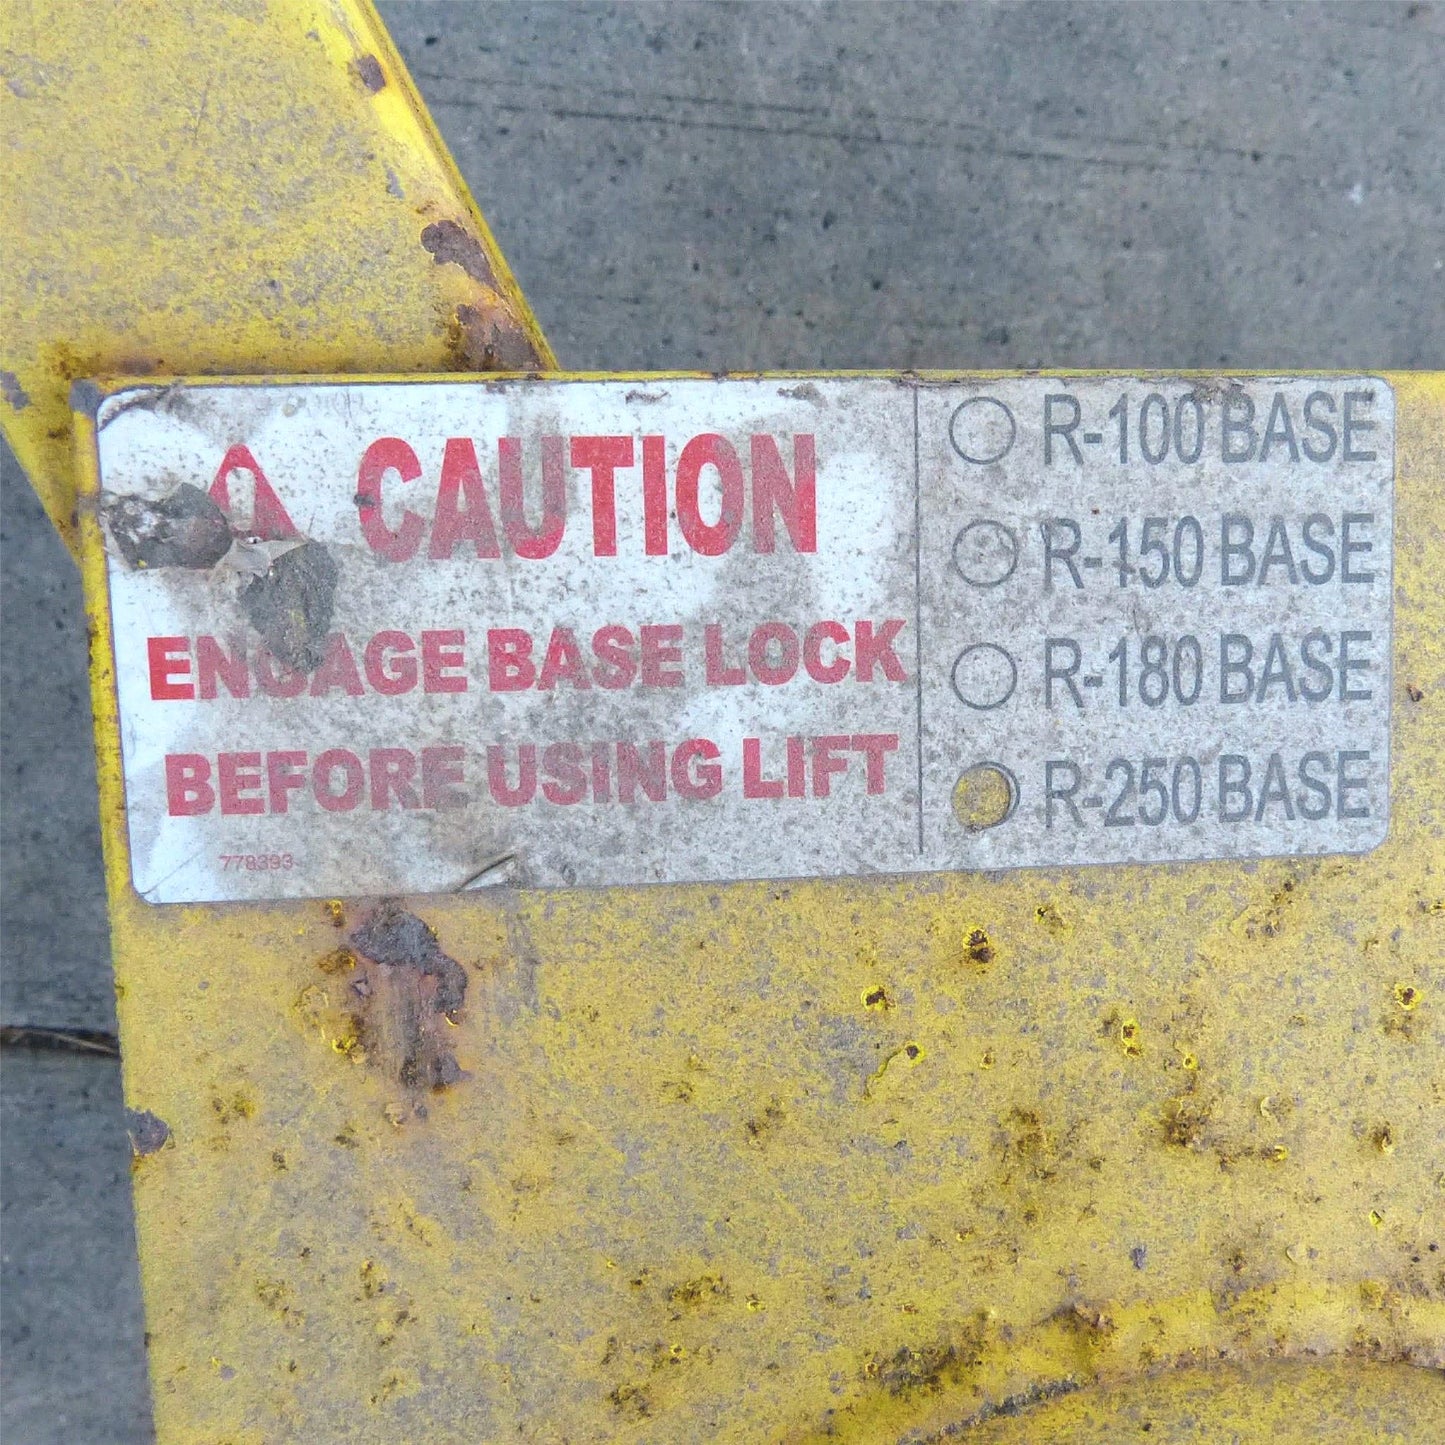 CAUTION
ENGAGE BASE LOCK
BEFORE USING LIFT
778393
R-100 BASE
R-150 BASE
R-180 BASE
R-250 BASE